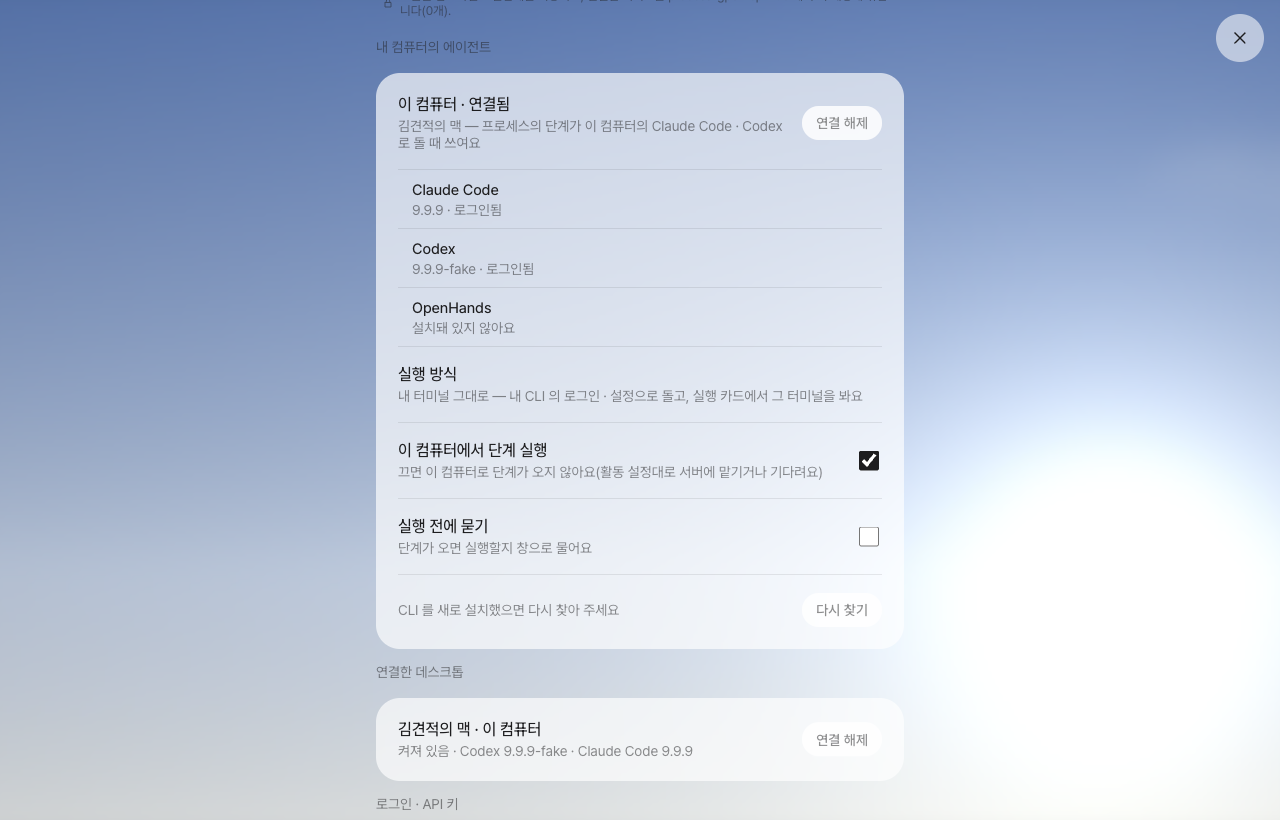 니다(0개).
내 컴퓨터의 에이전트
이 컴퓨터 · 연결됨
김견적의 맥 — 프로세스의 단계가 이 컴퓨터의 Claude Code · Codex
로 돌 때 쓰여요
연결 해제
Claude Code
9.9.9 · 로그인됨
Codex
9.9.9-fake · 로그인됨
OpenHands
설치돼 있지 않아요
실행 방식
내 터미널 그대로 — 내 CLI 의 로그인 · 설정으로 돌고, 실행 카드에서 그 터미널을 봐요
이 컴퓨터에서 단계 실행
끄면 이 컴퓨터로 단계가 오지 않아요(활동 설정대로 서버에 맡기거나 기다려요)
실행 전에 묻기
단계가 오면 실행할지 창으로 물어요
CLI 를 새로 설치했으면 다시 찾아 주세요
다시 찾기
연결한 데스크톱
김견적의 맥 · 이 컴퓨터
켜져 있음 · Codex 9.9.9-fake · Claude Code 9.9.9
연결 해제
로그인 · API 키